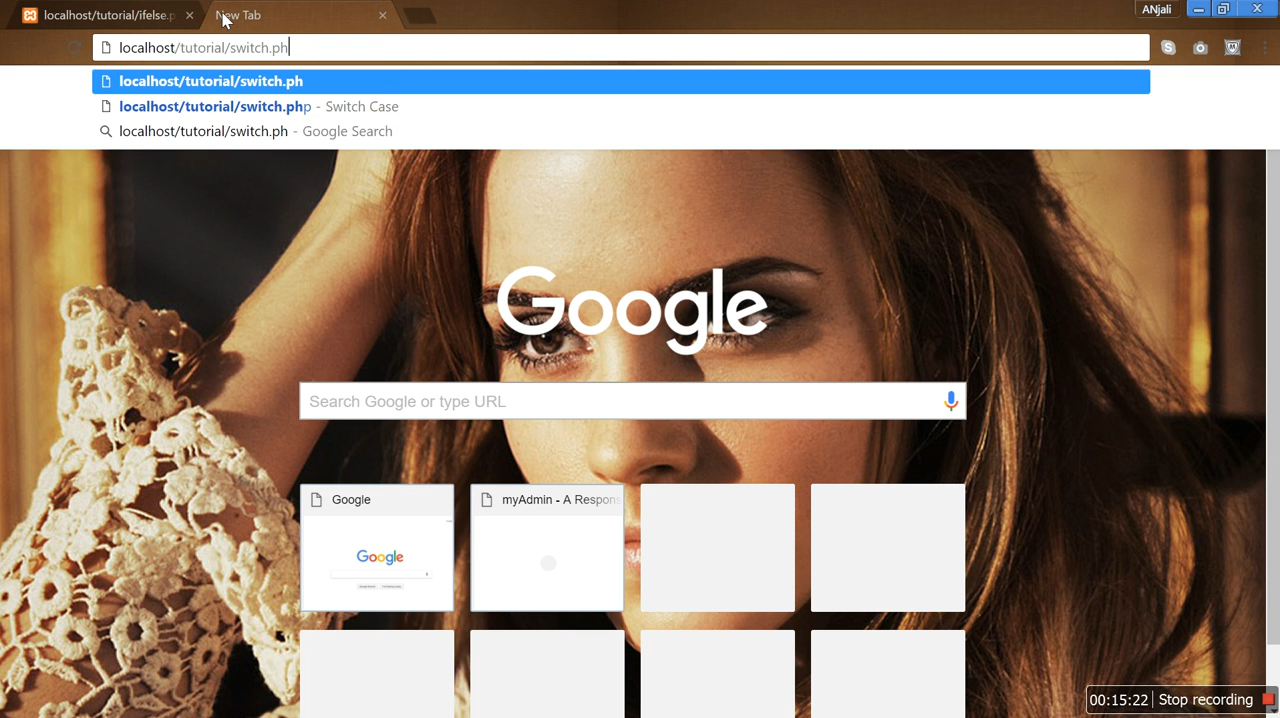 localhost/tutorial/ifelse.p
New Tab
ANjali
localhost/tutorial/switch.ph
localhost/tutorial/switch.ph
localhost/tutorial/switch.php - Switch Case
localhost/tutorial/switch.ph - Google Search
Google
Search Google or type URL
Google
myAdmin - A Respons
Google
00:15:22 Stop recording